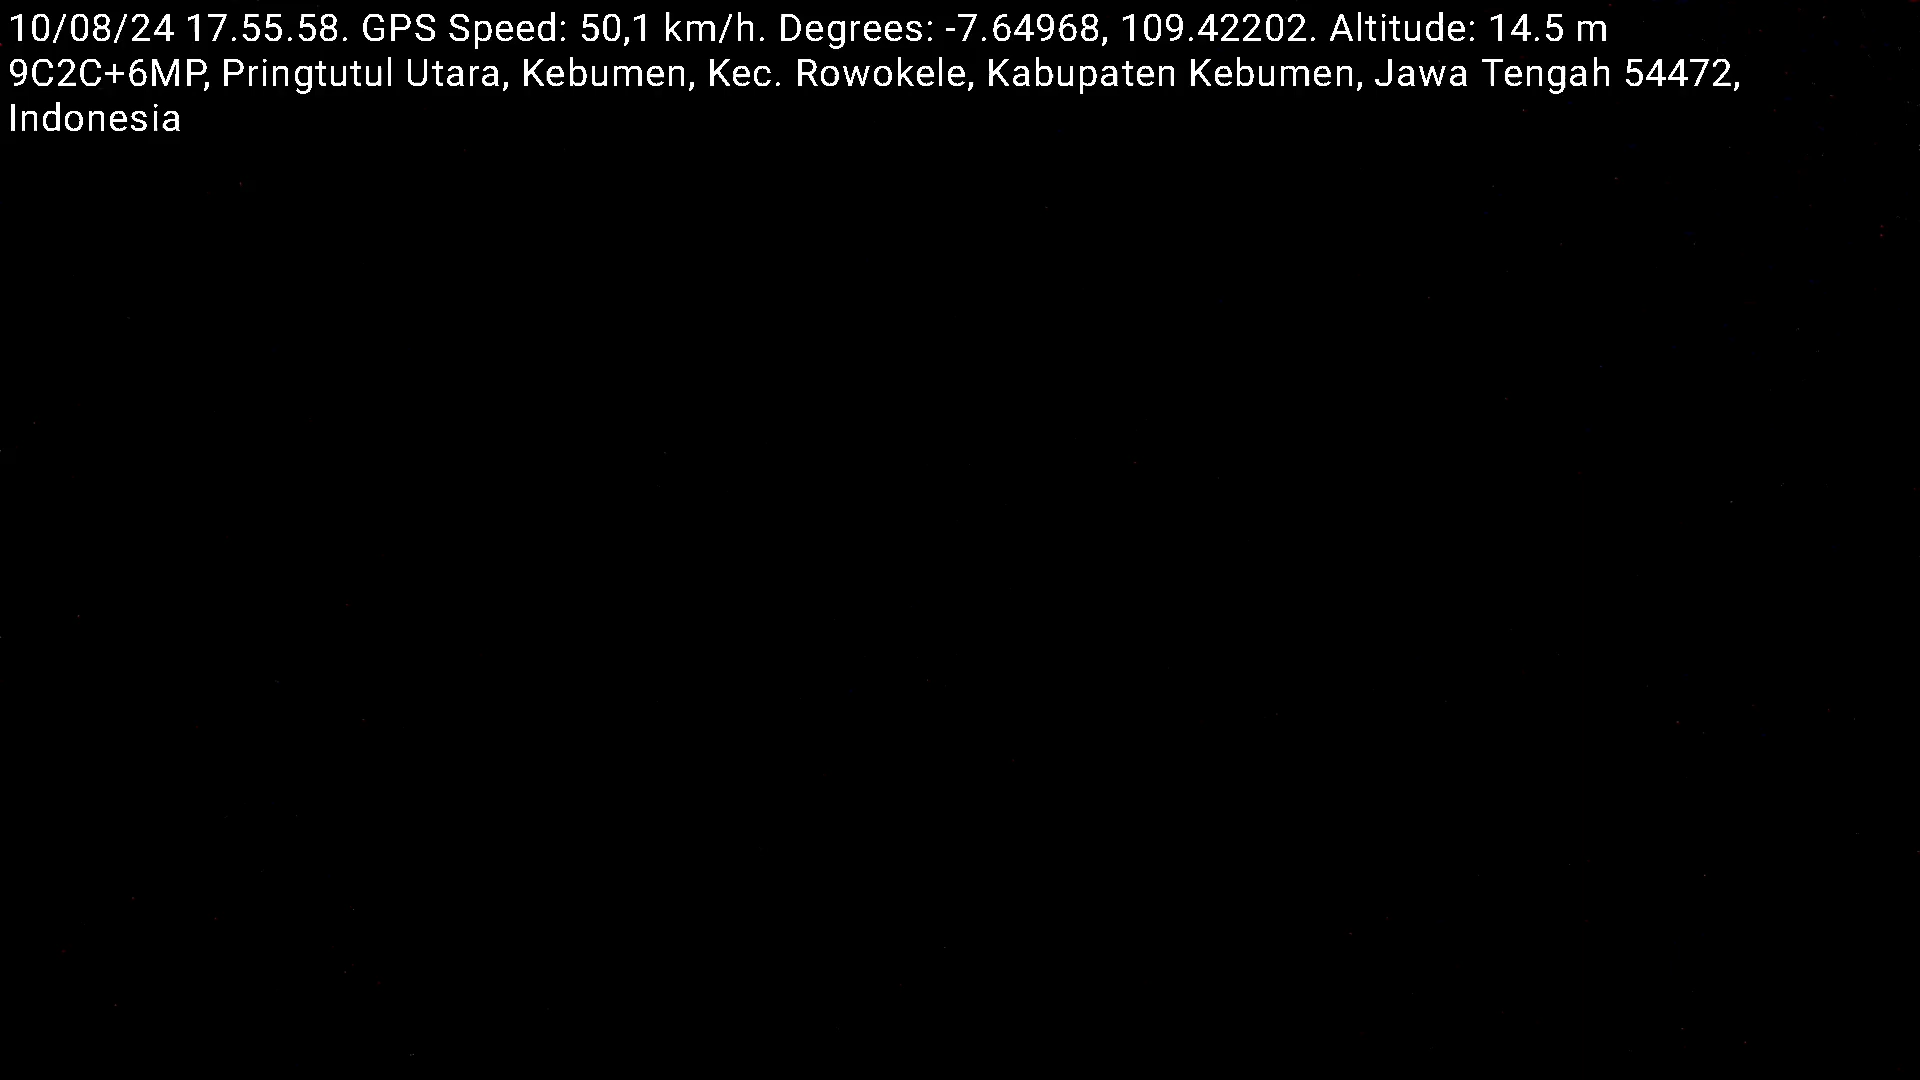 10/08/24 17.55.58. GPS Speed: 50,1 km/h. Degrees: -7.64968, 109.42202. Altitude: 14.5 m
9C2C+6MP, Pringtutul Utara, Kebumen, Kec. Rowokele, Kabupaten Kebumen, Jawa Tengah 54472,
Indonesia